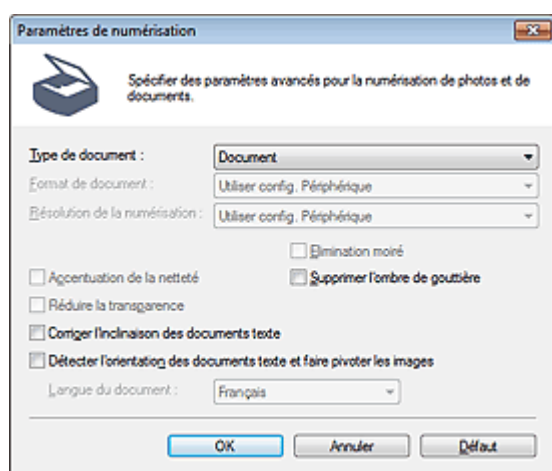 Paramètres de numérisation
Spécifier des paramètres avancés pour la numérisation de photos et de
documents.
Type de document :
Document
Format de document :
Utiliser config. Périphérique
Résolution de la numérisation :
Utiliser config. Périphérique
Elimination moiré
Accentuation de la netteté
Supprimer l'ombre de gouttière
Réduire la transparence
Corriger l'inclinaison des documents texte
Détecter l'orientation des documents texte et faire pivoter les images
Langue du document :
Français
OK
Annuler
Défaut